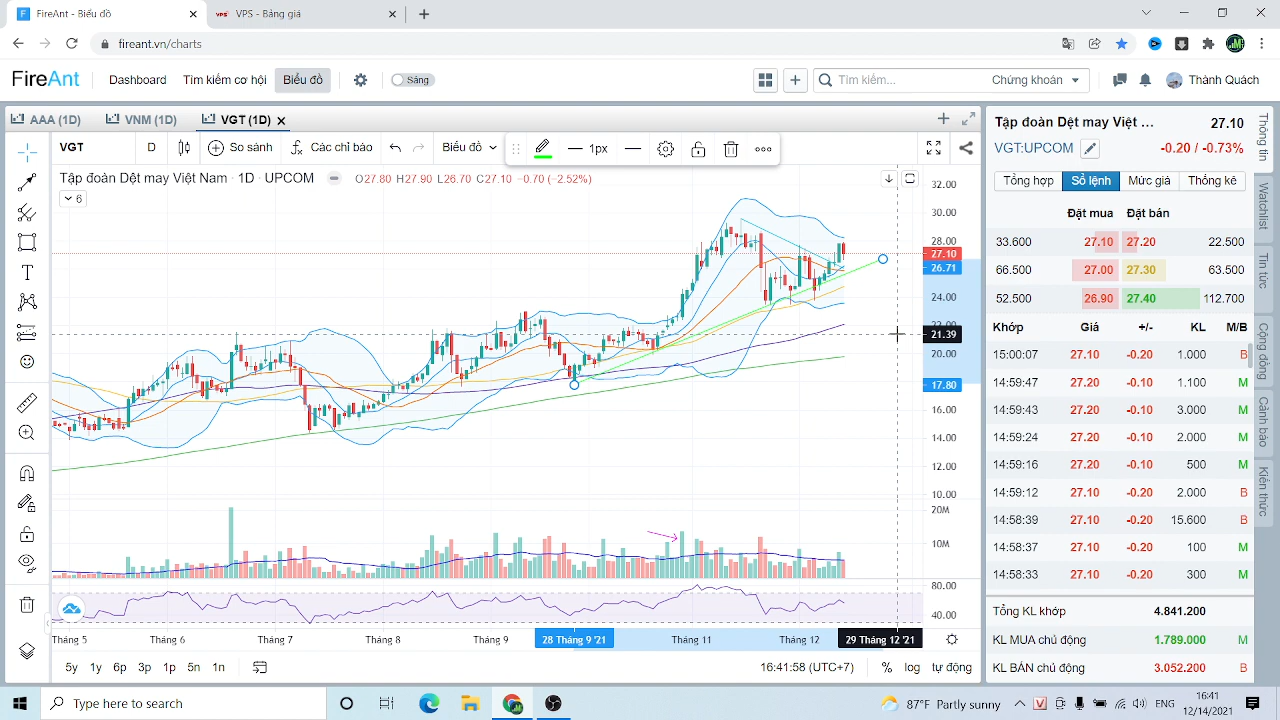 FireAnt - Biểu đồ
VPS - Bảng giá
fireant.vn/charts
FireAnt
Dashboard
Tìm kiếm cơ hội
Biểu đồ
Sáng
Tìm kiếm...
Chứng khoán
Thành Quách
AAA (1D)
VNM (1D)
VGT (1D)
VGT
D
So sánh
Các chỉ báo
Biểu đồ
1px
Tập đoàn Dệt may Việt Nam · 1D · UPCOM
O27.80 H27.90 L26.70 C27.10 -0.70 (-2.52%)
6
32.00
30.00
28.00
27.10
26.71
24.00
22.00
21.39
20.00
17.80
16.00
14.00
12.00
10.00
20M
10M
80.00
40.00
Tháng 5
Tháng 6
Tháng 7
Tháng 8
Tháng 9
28 Tháng 9 '21
Tháng 11
Tháng 12
29 Tháng 12 '21
5y 1y 6p 3p 1p 5n 1n
16:41:58 (UTC+7)
% log tự động
Tập đoàn Dệt may Việt ...
27.10
VGT:UPCOM
-0.20 / -0.73%
Tổng hợp
Sổ lệnh
Mức giá
Thống kê
Đặt mua Đặt bán
33.600 27.10 27.20 22.500
66.500 27.00 27.30 63.500
52.500 26.90 27.40 112.700
Khớp Giá +/- KL M/B
15:00:07 27.10 -0.20 1.000 B
14:59:47 27.20 -0.10 1.100 M
14:59:43 27.20 -0.10 3.000 M
14:59:24 27.20 -0.10 2.000 M
14:59:16 27.20 -0.10 500 M
14:59:12 27.10 -0.20 2.000 B
14:58:39 27.10 -0.20 15.600 B
14:58:37 27.10 -0.20 100 M
14:58:33 27.10 -0.20 300 M
Tổng KL khớp 4.841.200
KL MUA chủ động 1.789.000 M
KL BÁN chủ động 3.052.200 B
Thông tin
Watchlist
Tin tức
Cộng đồng
Cảnh báo
Kiến thức
Type here to search
87°F Partly sunny
ENG
16:41
12/14/2021